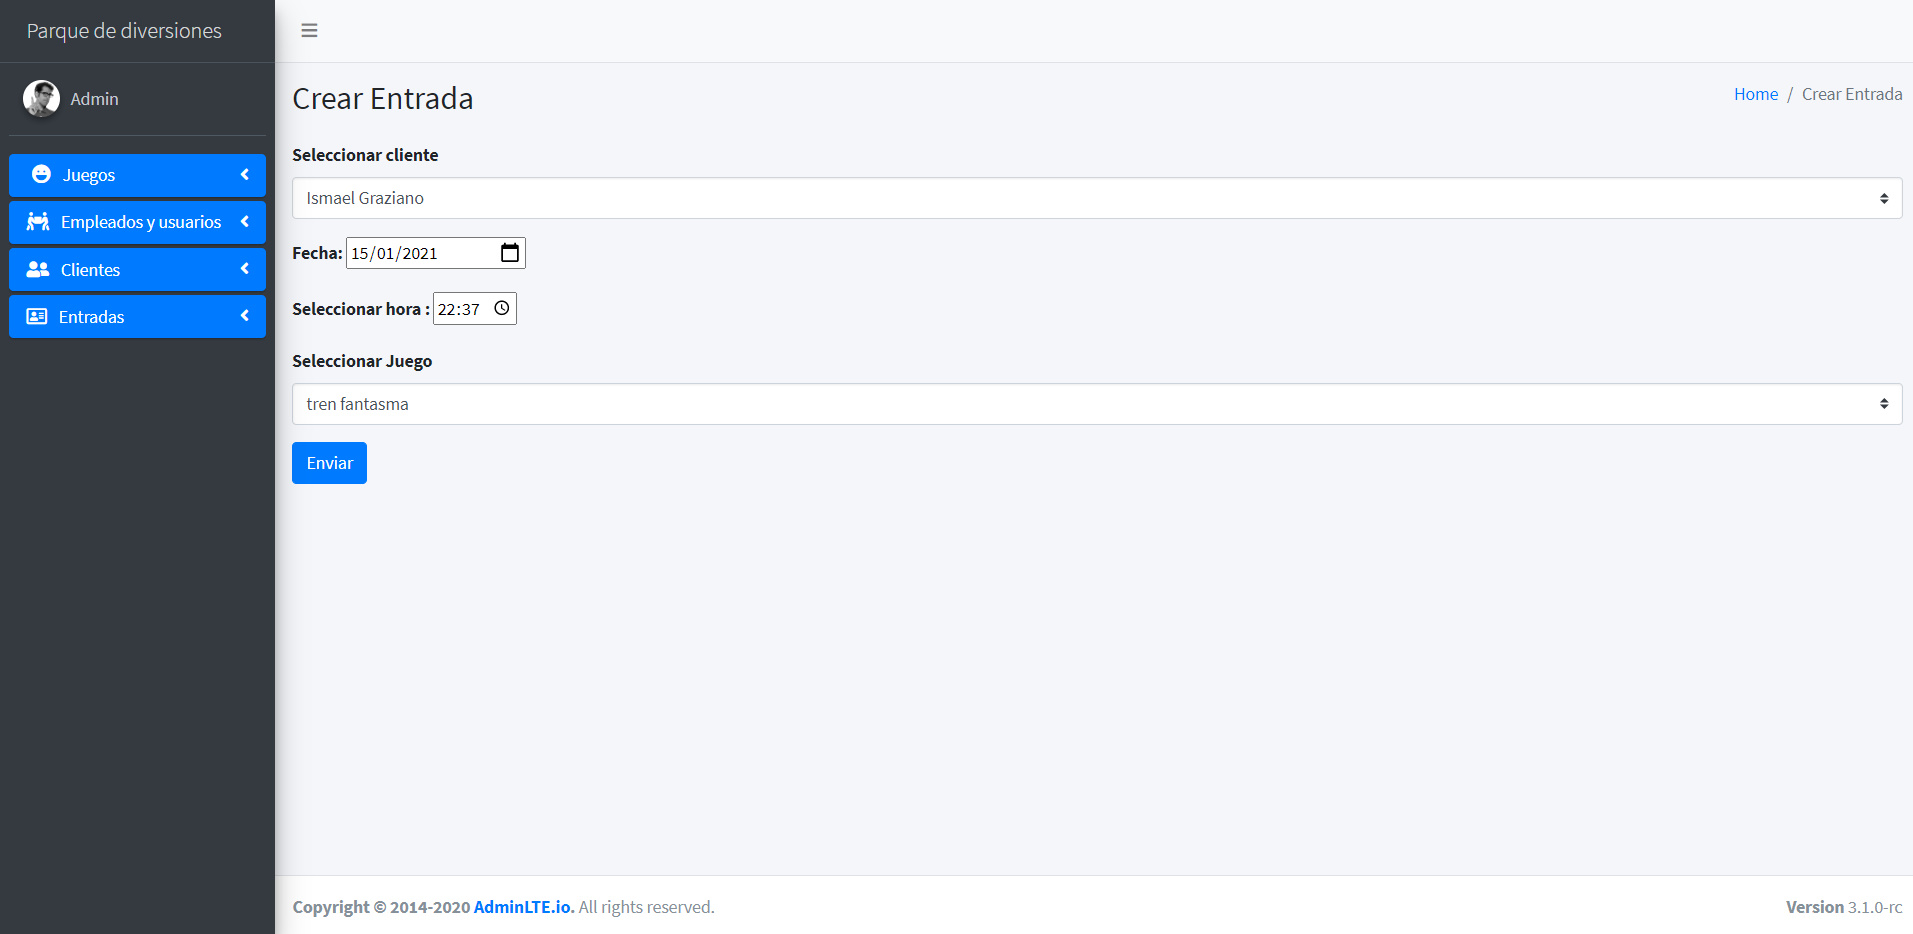 Parque de diversiones
Admin
Juegos
Empleados y usuarios
Clientes
Entradas
Crear Entrada
Home / Crear Entrada
Seleccionar cliente
Ismael Graziano
Fecha: 15/01/2021
Seleccionar hora : 22:37
Seleccionar Juego
tren fantasma
Enviar
Copyright © 2014-2020 AdminLTE.io. All rights reserved.
Version 3.1.0-rc